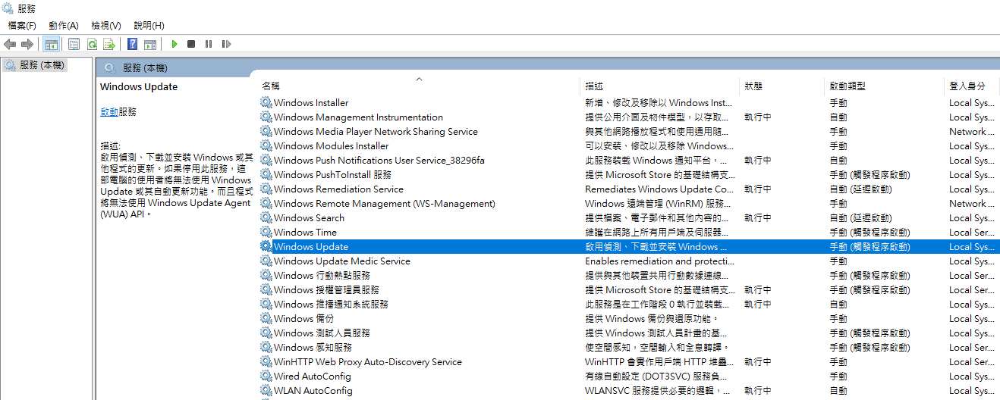 服務
檔案(F) 動作(A) 檢視(V) 說明(H)
服務 (本機)
服務 (本機)
Windows Update
啟動服務
描述:
啟用偵測、下載並安裝 Windows 或其
他程式的更新。如果停用此服務，這
部電腦的使用者將無法使用 Windows
Update 或其自動更新功能。而且程式
將無法使用 Windows Update Agent
(WUA) API。
名稱 描述 狀態 啟動類型 登入身分
Windows Installer 新增、修改及移除以 Windows Inst... 手動 Local Sys...
Windows Management Instrumentation 提供公用介面及物件模型，以存取... 執行中 自動 Local Sys...
Windows Media Player Network Sharing Service 與其他網路播放程式和使用通用隨... 手動 Network ...
Windows Modules Installer 可以安裝、修改以及移除 Windows... 手動 Local Sys...
Windows Push Notifications User Service_38296fa 此服務裝載 Windows 通知平台，... 執行中 自動 Local Sys...
Windows PushToInstall 服務 提供 Microsoft Store 的基礎結構支... 手動 (觸發程序啟動) Local Sys...
Windows Remediation Service Remediates Windows Update Co... 執行中 自動 (延遲啟動) Local Sys...
Windows Remote Management (WS-Management) Windows 遠端管理 (WinRM) 服務... 手動 Network ...
Windows Search 提供檔案、電子郵件和其他內容的... 執行中 自動 (延遲啟動) Local Sys...
Windows Time 維護在網路上所有用戶端及伺服器... 手動 (觸發程序啟動) Local Ser...
Windows Update 啟用偵測、下載並安裝 Windows ... 手動 (觸發程序啟動) Local Sys...
Windows Update Medic Service Enables remediation and protecti... 手動 Local Sys...
Windows 行動熱點服務 提供與其他裝置共用行動數據連線... 手動 (觸發程序啟動) Local Ser...
Windows 授權管理員服務 提供 Microsoft Store 的基礎結構支... 執行中 手動 (觸發程序啟動) Local Ser...
Windows 推播通知系統服務 此服務是在工作階段 0 執行並裝載... 執行中 自動 Local Sys...
Windows 備份 提供 Windows 備份與還原功能。 手動 Local Sys...
Windows 測試人員服務 提供 Windows 測試人員計畫的基... 手動 (觸發程序啟動) Local Sys...
Windows 感知服務 使空間感知，空間輸入和全息轉譯。 手動 (觸發程序啟動) Local Ser...
WinHTTP Web Proxy Auto-Discovery Service WinHTTP 會實作用戶端 HTTP 堆疊... 執行中 手動 Local Ser...
Wired AutoConfig 有線自動設定 (DOT3SVC) 服務負... 手動 Local Sys...
WLAN AutoConfig WLANSVC 服務提供必要的邏輯，... 執行中 自動 Local Sys...